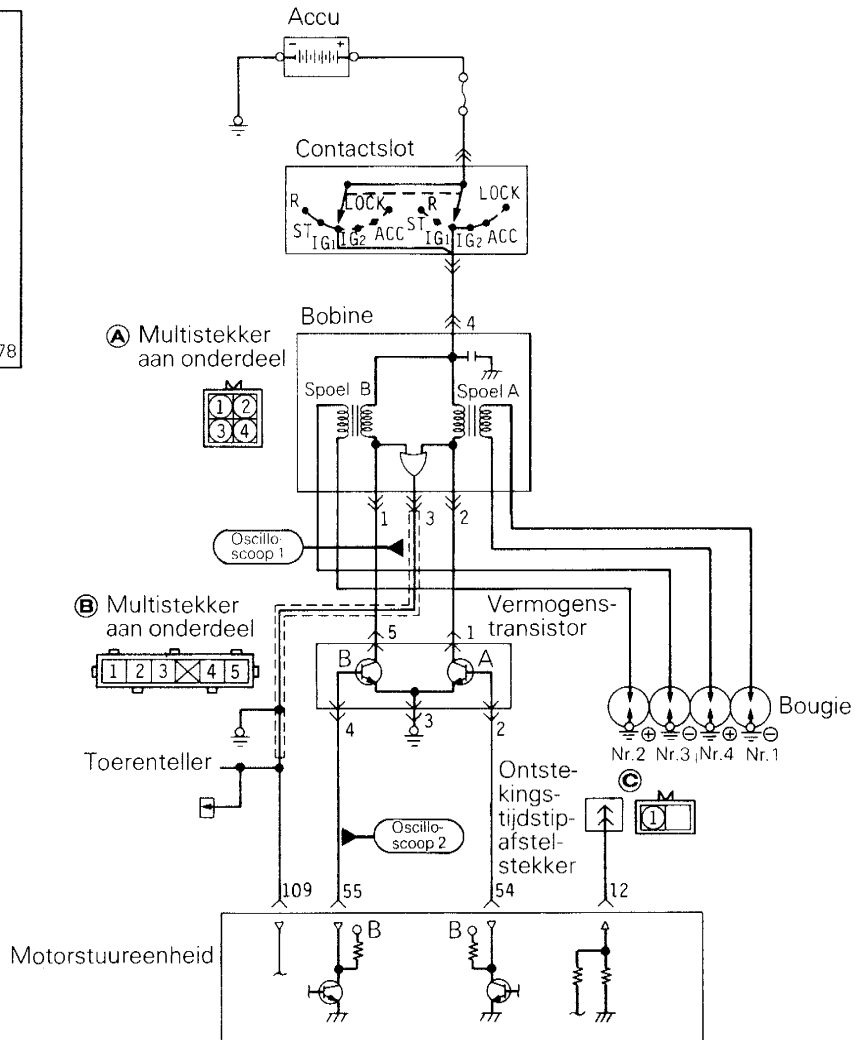 Accu
- +
Contactslot
R LOCK R LOCK
ST IG1 IG2 ACC ST IG1 IG2 ACC
4
Bobine
A Multistekker
aan onderdeel
78
Spoel B Spoel A
1 2
3 4
1 3 2
Oscillo-
scoop 1
B Multistekker
aan onderdeel
Vermogens-
transistor
5 1
1 2 3 4 5
B A
4 3 2
Bougie
Nr.2 + Nr.3 - Nr.4 + Nr.1 -
Toerenteller
C
Ontste-
kings-
tijdstip-
afstel-
stekker
1
Oscillo-
scoop 2
109 55 54 12
B B
Motorstuureenheid